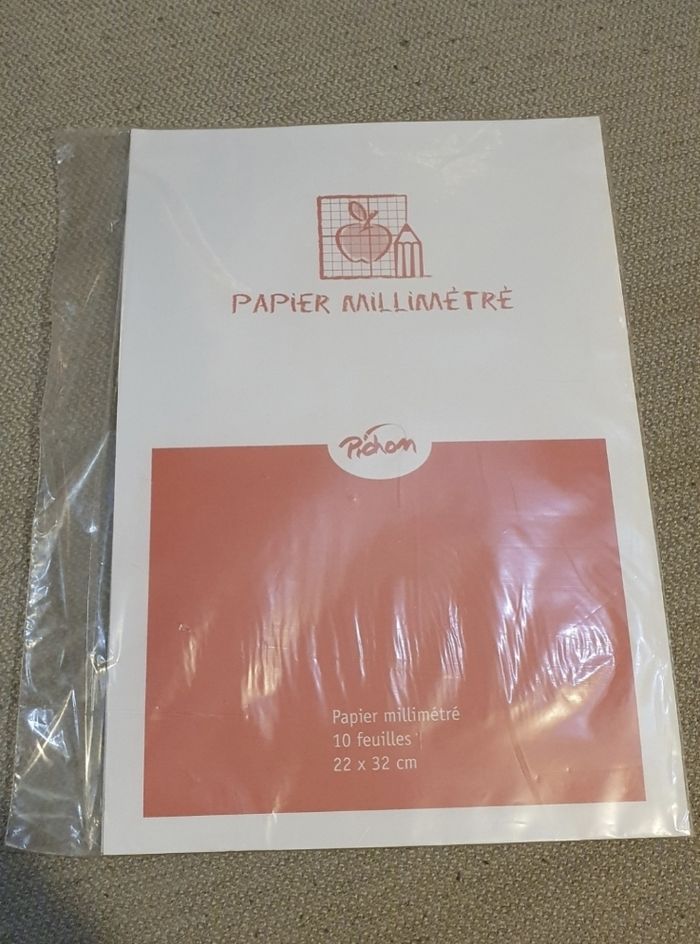 PAPiER MiLLiMÉTRÉ
Pichon
Papier millimétré
10 feuilles
22 x 32 cm